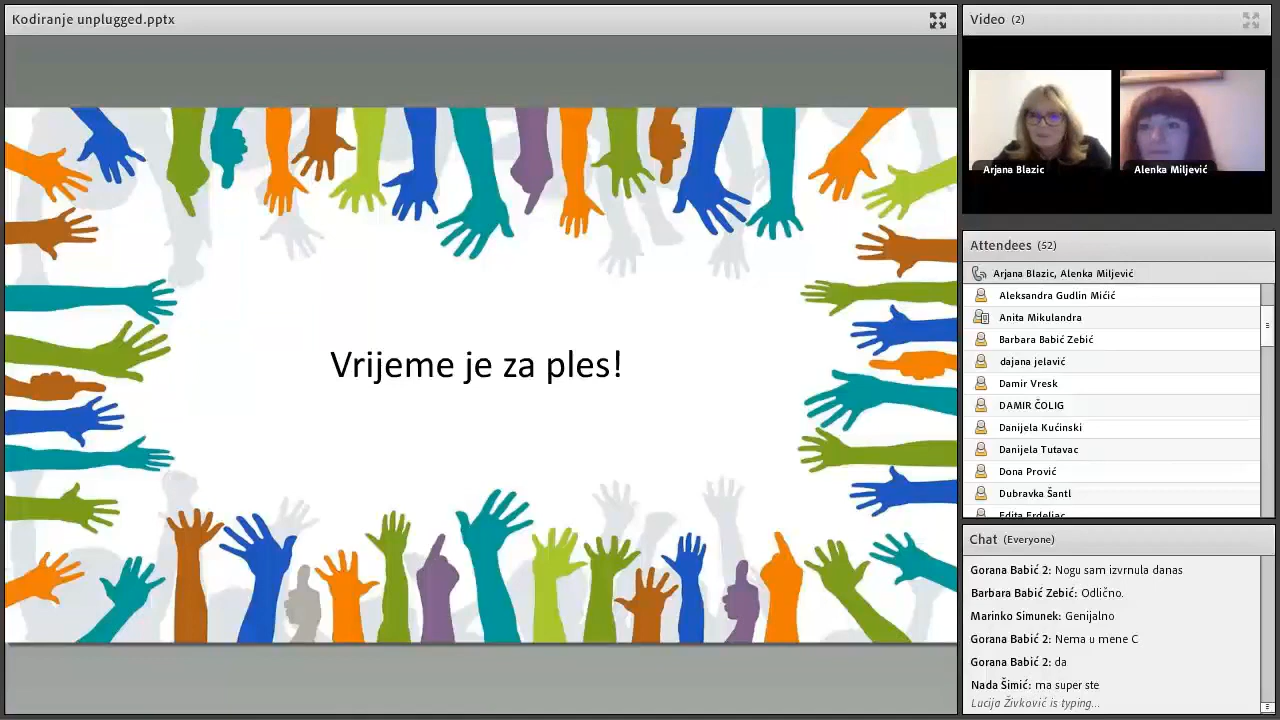 Kodiranje unplugged.pptx
Vrijeme je za ples!
Video (2)
Arjana Blazic
Alenka Miljević
Attendees (52)
Arjana Blazic, Alenka Miljević
Aleksandra Gudlin Mićić
Anita Mikulandra
Barbara Babić Zebić
dajana jelavić
Damir Vresk
DAMIR ČOLIG
Danijela Kućinski
Danijela Tutavac
Dona Prović
Dubravka Šantl
Edita Erdeljac
Chat (Everyone)
Gorana Babić 2: Nogu sam izvrnula danas
Barbara Babić Zebić: Odlično.
Marinko Simunek: Genijalno
Gorana Babić 2: Nema u mene C
Gorana Babić 2: da
Nada Šimić: ma super ste
Lucija Živković is typing...